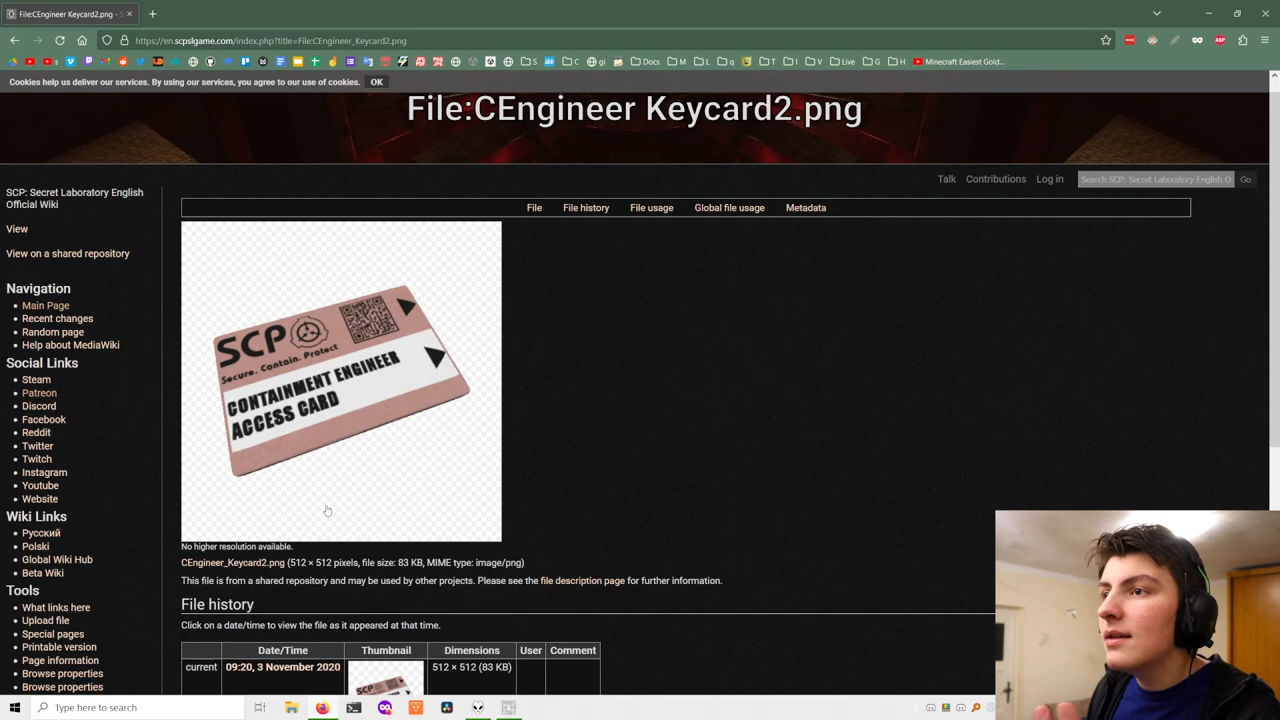 File:CEngineer Keycard2.png - S
https://en.scpslgame.com/index.php?title=File:CEngineer_Keycard2.png
S
C
gi
Docs
M
L
q
T
I
V
Live
G
H
Minecraft Easiest Gold…
Cookies help us deliver our services. By using our services, you agree to our use of cookies.
OK
File:CEngineer Keycard2.png
Talk
Contributions
Log in
Search SCP: Secret Laboratory English O
Go
SCP: Secret Laboratory English
Official Wiki
View
View on a shared repository
Navigation
Main Page
Recent changes
Random page
Help about MediaWiki
Social Links
Steam
Patreon
Discord
Facebook
Reddit
Twitter
Twitch
Instagram
Youtube
Website
Wiki Links
Русский
Polski
Global Wiki Hub
Beta Wiki
Tools
What links here
Upload file
Special pages
Printable version
Page information
Browse properties
Browse properties
File
File history
File usage
Global file usage
Metadata
SCP
Secure. Contain. Protect
CONTAINMENT ENGINEER
ACCESS CARD
No higher resolution available.
CEngineer_Keycard2.png (512 × 512 pixels, file size: 83 KB, MIME type: image/png)
This file is from a shared repository and may be used by other projects. Please see the file description page for further information.
File history
Click on a date/time to view the file as it appeared at that time.
Date/Time
Thumbnail
Dimensions
User
Comment
current
09:20, 3 November 2020
SCP
512 × 512 (83 KB)
Type here to search